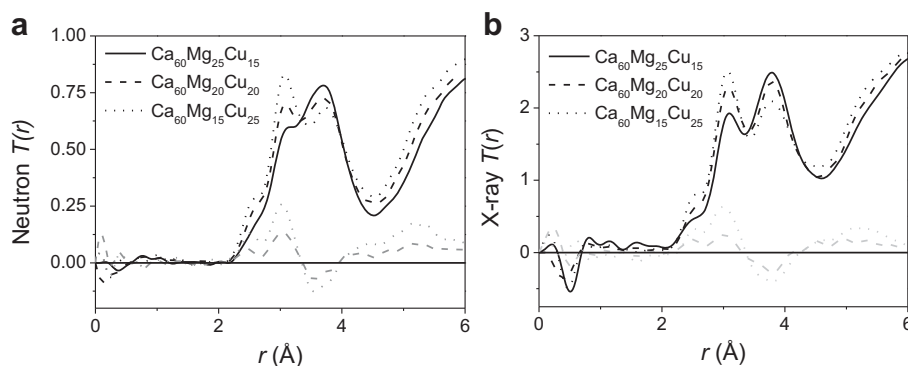 a
1.00
0.75
0.50
0.25
0.00
Neutron T(r)
Ca60Mg25Cu15
Ca60Mg20Cu20
Ca60Mg15Cu25
0 2 4 6
r (Å)
b
3
2
1
0
X-ray T(r)
Ca60Mg25Cu15
Ca60Mg20Cu20
Ca60Mg15Cu25
0 2 4 6
r (Å)